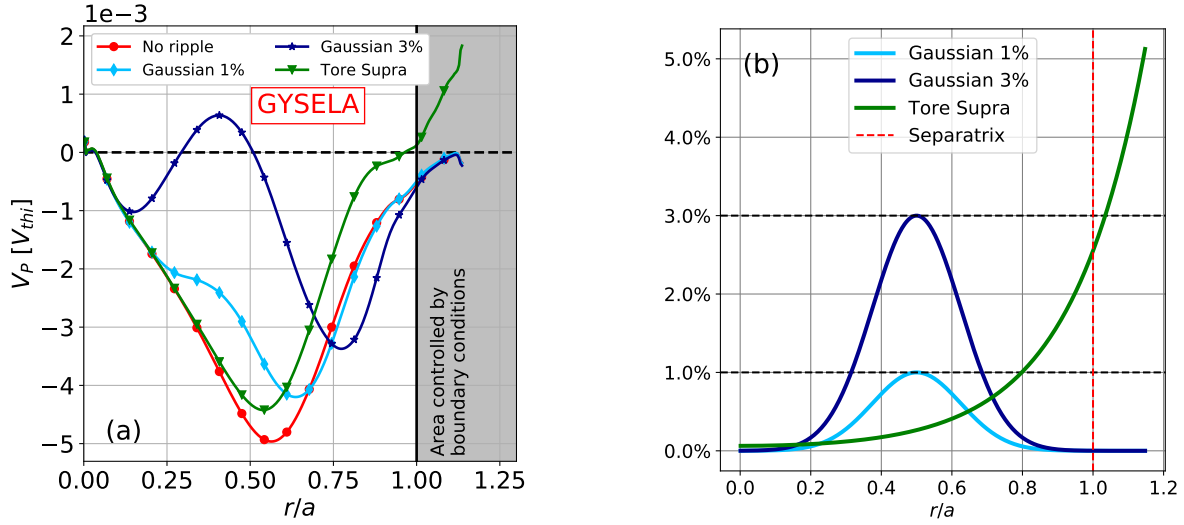 1e−3
2
1
0
−1
−2
−3
−4
−5
V_P [V_thi]
No ripple
Gaussian 1%
Gaussian 3%
Tore Supra
GYSELA
(a)
Area controlled by
boundary conditions
0.00 0.25 0.50 0.75 1.00 1.25
r/a
(b)
Gaussian 1%
Gaussian 3%
Tore Supra
Separatrix
5.0%
4.0%
3.0%
2.0%
1.0%
0.0%
0.0 0.2 0.4 0.6 0.8 1.0 1.2
r/a